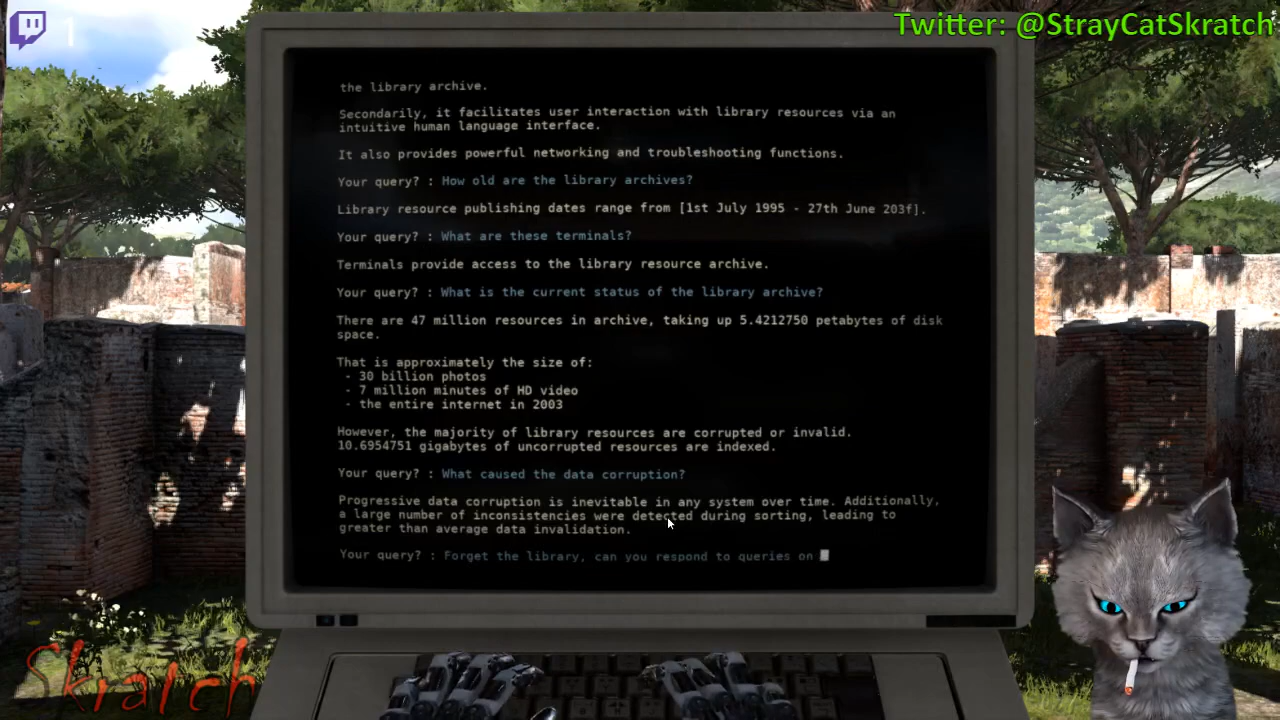 1
Twitter: @StrayCatSkratch
the library archive.
Secondarily, it facilitates user interaction with library resources via an
intuitive human language interface.
It also provides powerful networking and troubleshooting functions.
Your query? : How old are the library archives?
Library resource publishing dates range from [1st July 1995 - 27th June 203f].
Your query? : What are these terminals?
Terminals provide access to the library resource archive.
Your query? : What is the current status of the library archive?
There are 47 million resources in archive, taking up 5.4212750 petabytes of disk
space.
That is approximately the size of:
- 30 billion photos
- 7 million minutes of HD video
- the entire internet in 2003
However, the majority of library resources are corrupted or invalid.
10.6954751 gigabytes of uncorrupted resources are indexed.
Your query? : What caused the data corruption?
Progressive data corruption is inevitable in any system over time. Additionally,
a large number of inconsistencies were detected during sorting, leading to
greater than average data invalidation.
Your query? : Forget the library, can you respond to queries on
Skratch